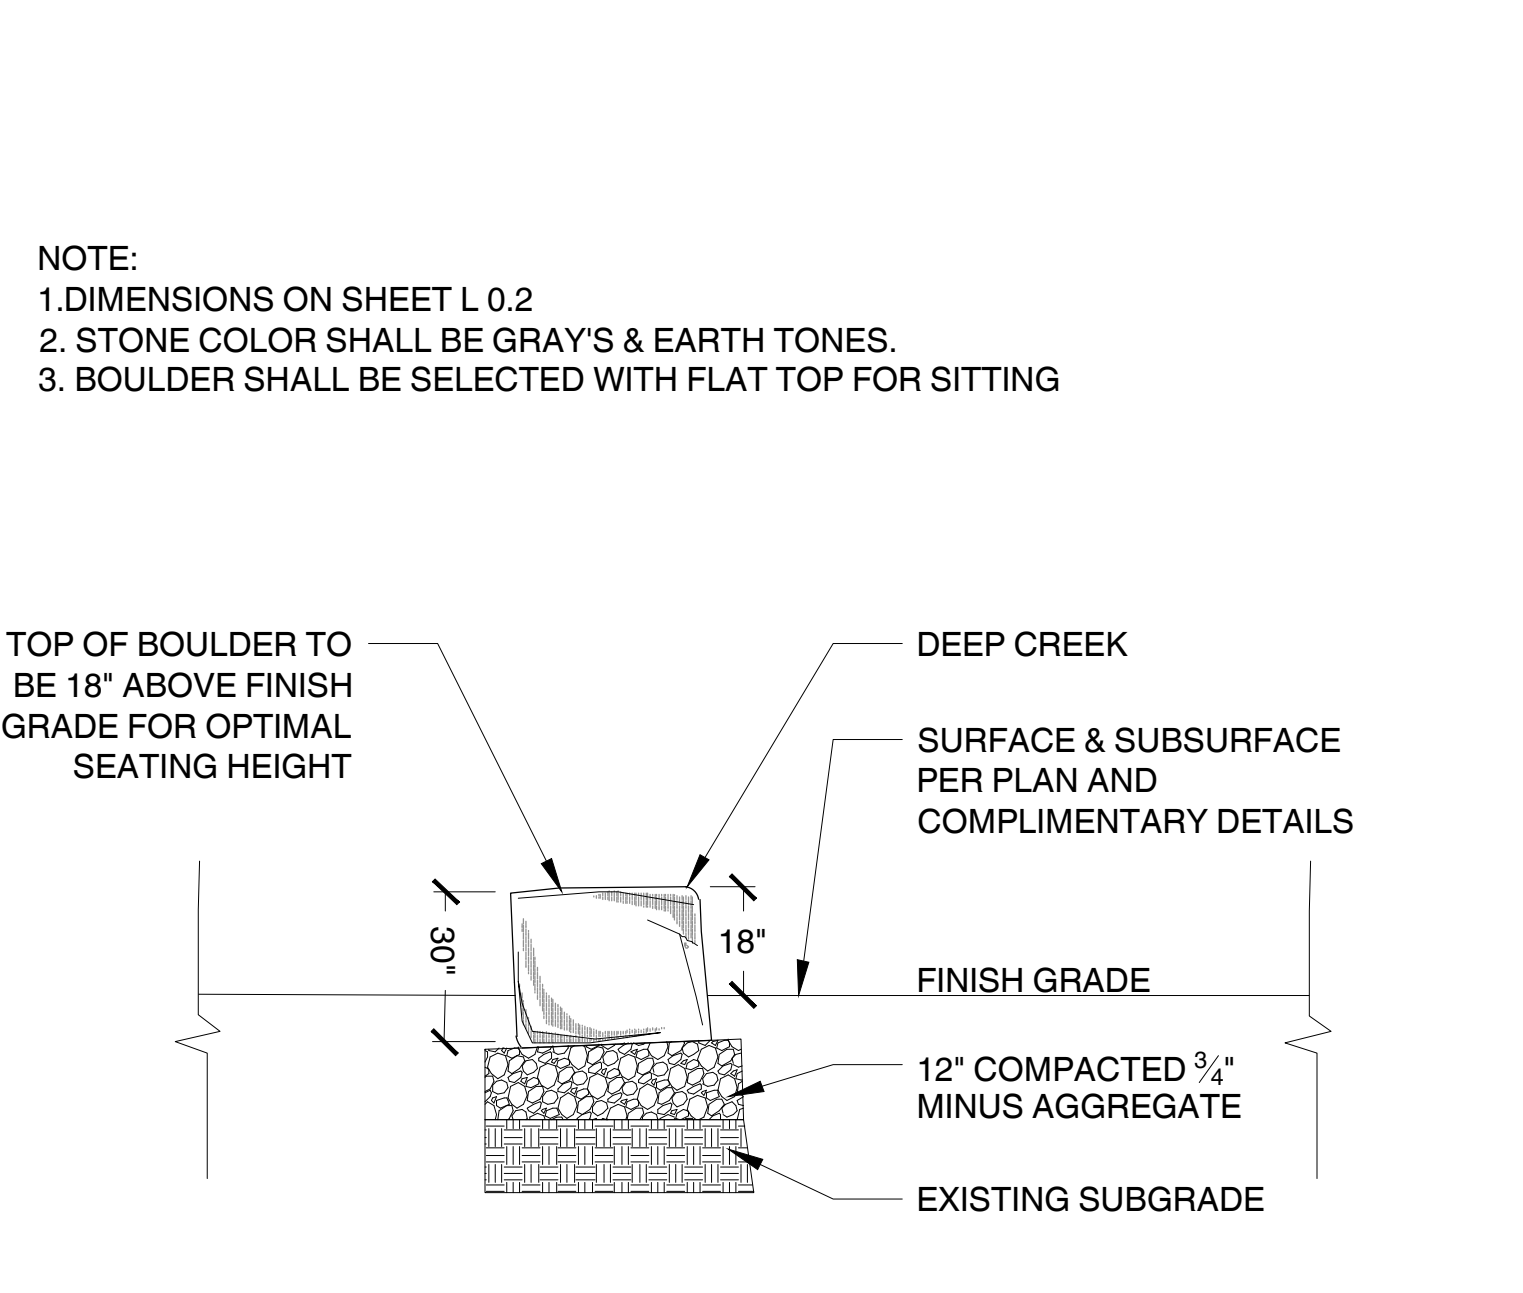 NOTE:
1.DIMENSIONS ON SHEET L 0.2
2. STONE COLOR SHALL BE GRAY'S & EARTH TONES.
3. BOULDER SHALL BE SELECTED WITH FLAT TOP FOR SITTING
TOP OF BOULDER TO
BE 18" ABOVE FINISH
GRADE FOR OPTIMAL
SEATING HEIGHT
DEEP CREEK
SURFACE & SUBSURFACE
PER PLAN AND
COMPLIMENTARY DETAILS
30"
18"
FINISH GRADE
12" COMPACTED ¾"
MINUS AGGREGATE
EXISTING SUBGRADE